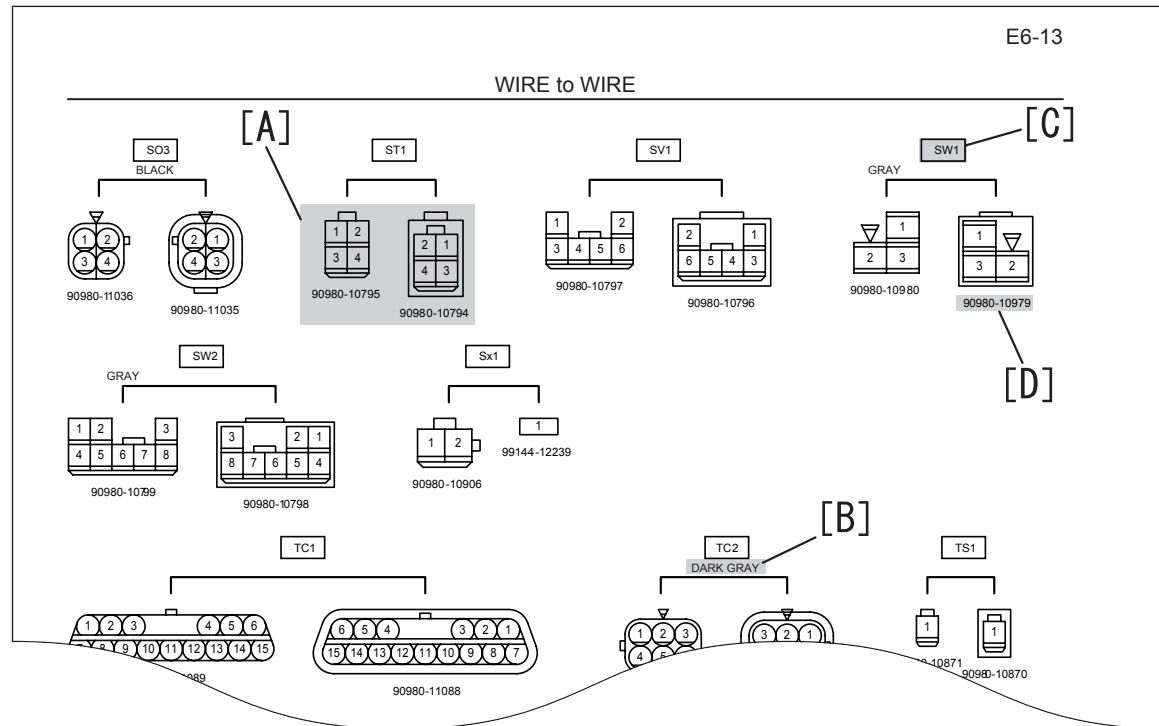 E6-13
WIRE to WIRE
[A]
[C]
SO3
BLACK
ST1
SV1
SW1
GRAY
1 2
3 4
2 1
4 3
1 2
3 4
2 1
4 3
1 2
3 4 5 6
2 1
6 5 4 3
1
2 3
1
3 2
90980-11036
90980-11035
90980-10795
90980-10794
90980-10797
90980-10796
90980-10980
90980-10979
[D]
SW2
GRAY
Sx1
1 2 3
4 5 6 7 8
3 2 1
8 7 6 5 4
1 2
1
90980-10799
90980-10798
90980-10906
99144-12239
[B]
TC1
TC2
DARK GRAY
TS1
1 2 3 4 5 6
8 9 10 11 12 13 14 15
6 5 4 3 2 1
15 14 13 12 11 10 9 8 7
1 2 3
4 5
3 2 1
1
1
90980-11088
-10871
90980-10870